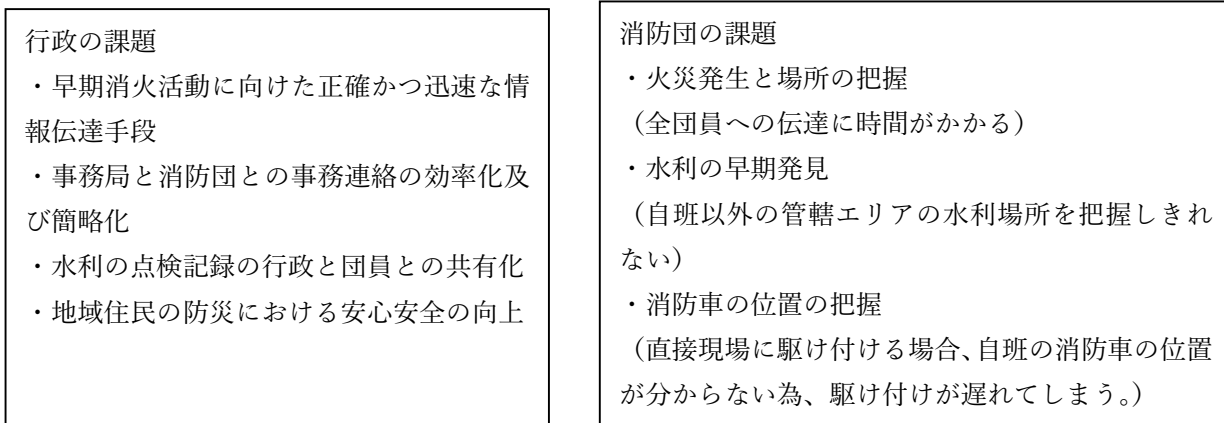 行政の課題
・早期消火活動に向けた正確かつ迅速な情
報伝達手段
・事務局と消防団との事務連絡の効率化及
び簡略化
・水利の点検記録の行政と団員との共有化
・地域住民の防災における安心安全の向上
消防団の課題
・火災発生と場所の把握
（全団員への伝達に時間がかかる）
・水利の早期発見
（自班以外の管轄エリアの水利場所を把握しきれ
ない）
・消防車の位置の把握
（直接現場に駆け付ける場合、自班の消防車の位置
が分からない為、駆け付けが遅れてしまう。）